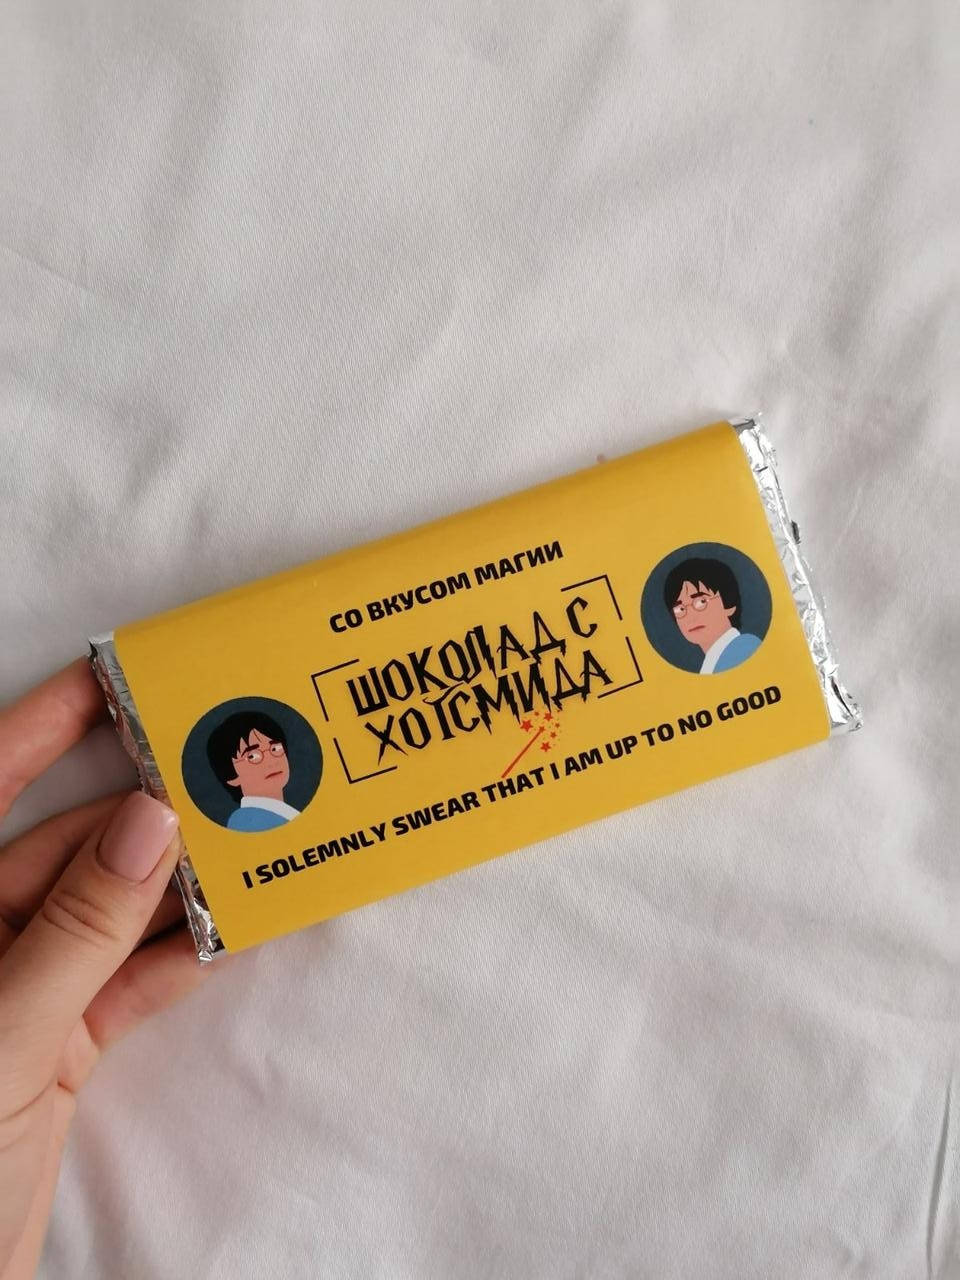 СО ВКУСОМ МАГИИ
ШОКОЛАД С
ХОГСМИДА
I SOLEMNLY SWEAR THAT I AM UP TO NO GOOD